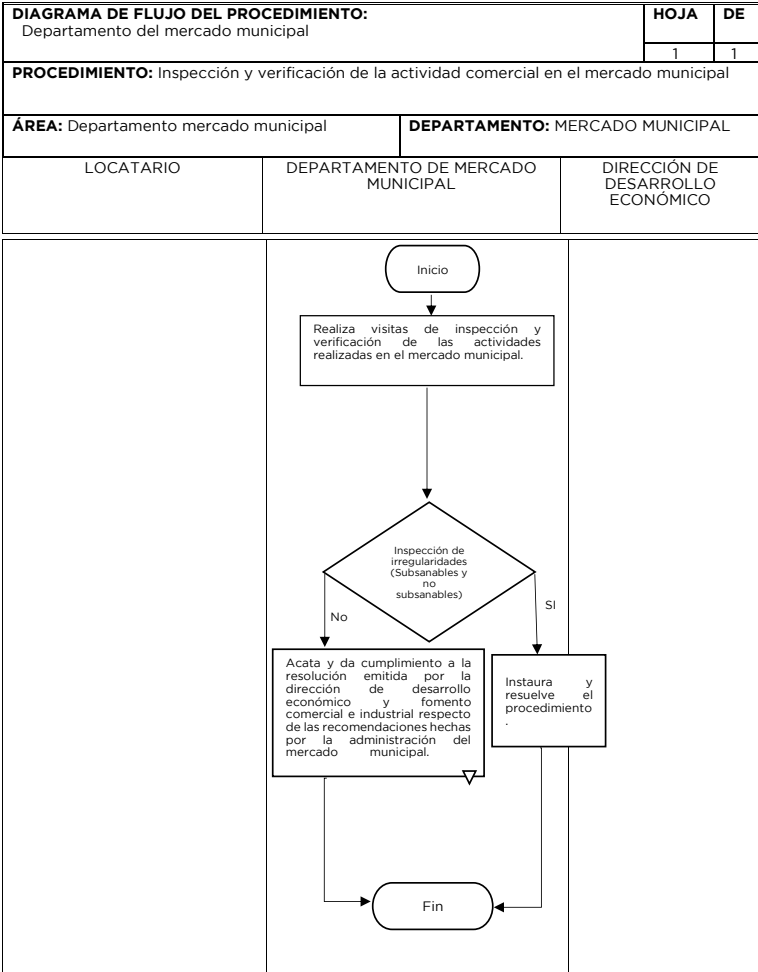 DIAGRAMA DE FLUJO DEL PROCEDIMIENTO:
Departamento del mercado municipal
HOJA
DE
1
1
PROCEDIMIENTO: Inspección y verificación de la actividad comercial en el mercado municipal
ÁREA: Departamento mercado municipal
DEPARTAMENTO: MERCADO MUNICIPAL
LOCATARIO
DEPARTAMENTO DE MERCADO
MUNICIPAL
DIRECCIÓN DE
DESARROLLO
ECONÓMICO
Inicio
Realiza visitas de inspección y
verificación de las actividades
realizadas en el mercado municipal.
Inspección de
irregularidades
(Subsanables y
no
subsanables)
No
SI
Acata y da cumplimiento a la
resolución emitida por la
dirección de desarrollo
económico y fomento
comercial e industrial respecto
de las recomendaciones hechas
por la administración del
mercado municipal.
Instaura y
resuelve el
procedimiento
.
Fin